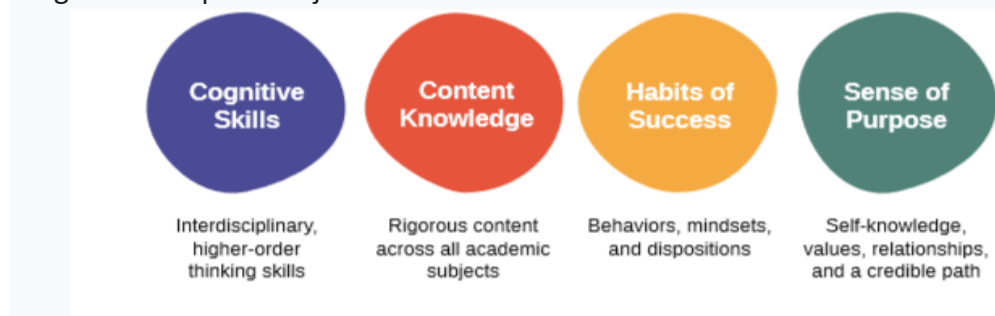 Cognitive
Skills
Content
Knowledge
Habits of
Success
Sense of
Purpose
Interdisciplinary,
higher-order
thinking skills
Rigorous content
across all academic
subjects
Behaviors, mindsets,
and dispositions
Self-knowledge,
values, relationships,
and a credible path